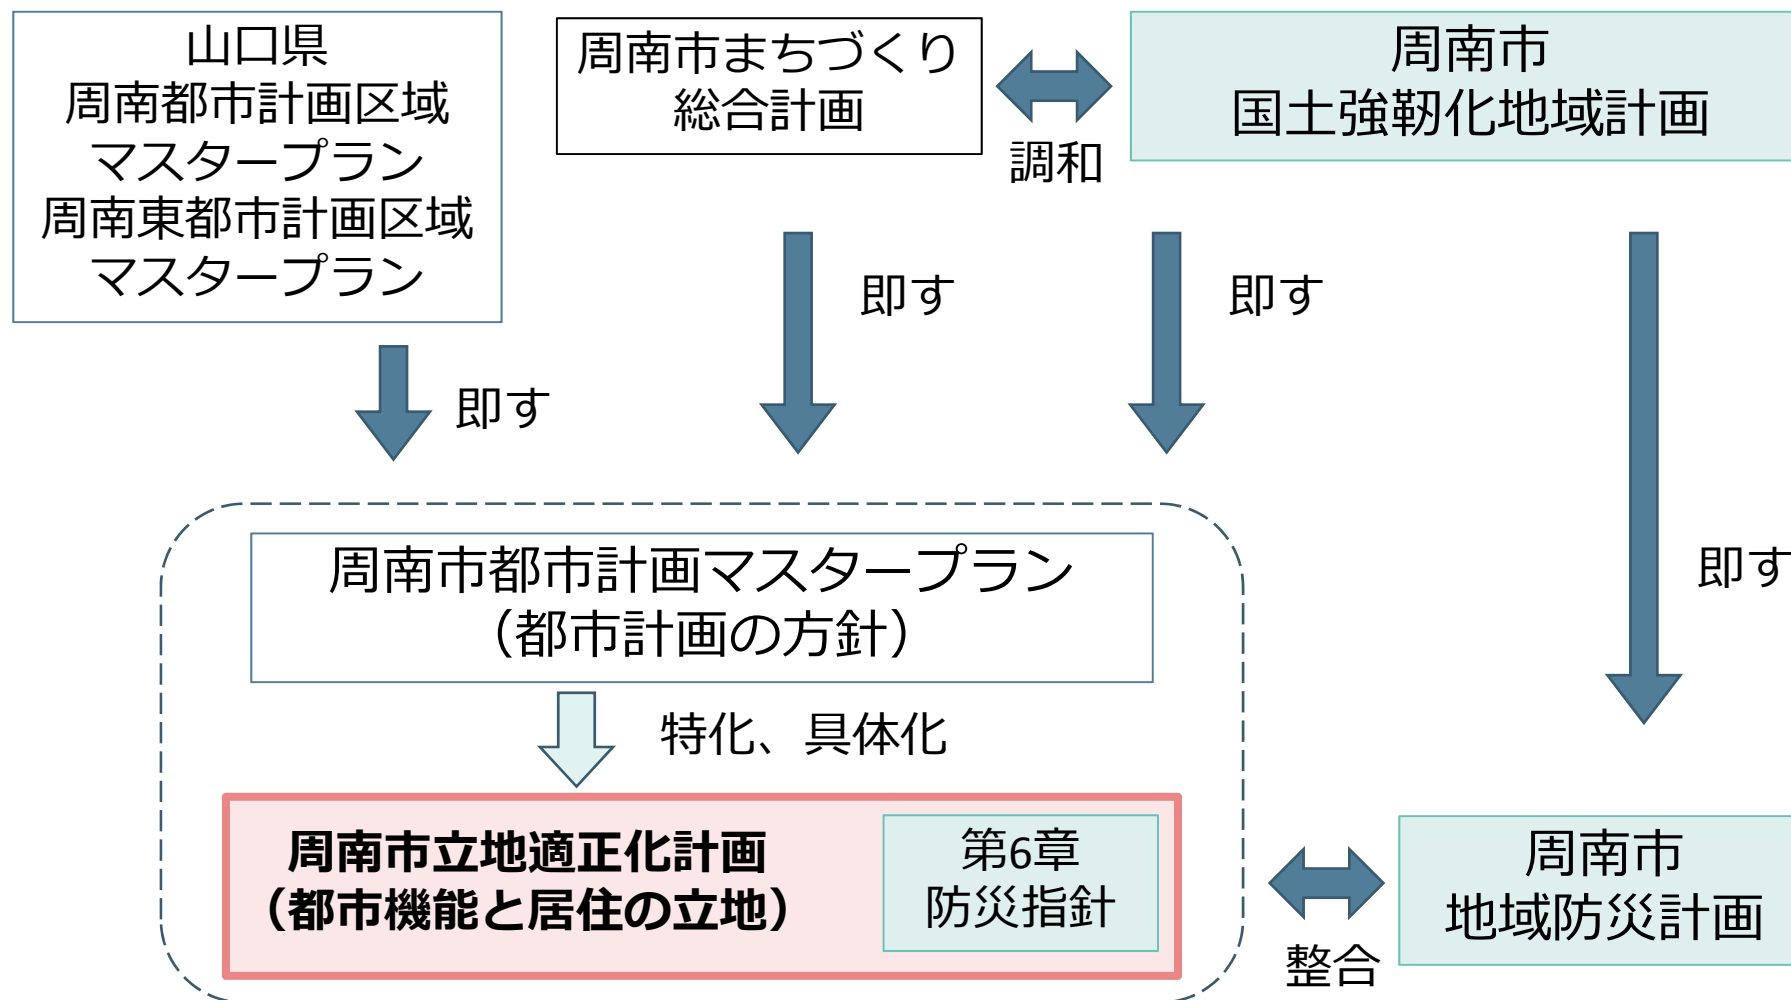 山口県
周南都市計画区域
マスタープラン
周南東都市計画区域
マスタープラン
周南市まちづくり
総合計画
調和
周南市
国土強靭化地域計画
即す
即す
即す
即す
周南市都市計画マスタープラン
（都市計画の方針）
特化、具体化
周南市立地適正化計画
（都市機能と居住の立地）
第6章
防災指針
整合
周南市
地域防災計画